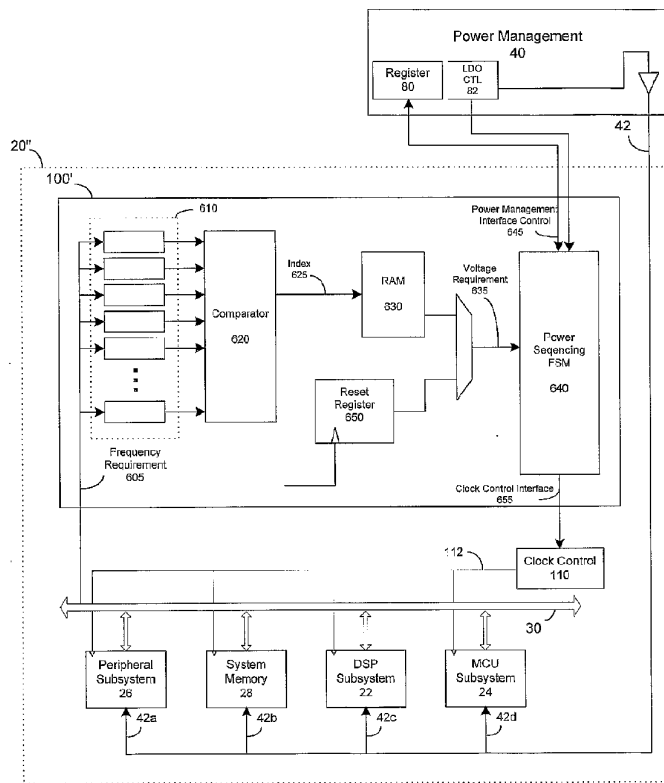 Power Management
40
Register
80
LDO
CTL
82
42
20"
100'
610
Power Management
Interface Control
645
Index
625
Voltage
Requirement
635
RAM
630
Comparator
620
Power
Seqencing
FSM
640
Reset
Register
650
Frequency
Requirement
605
Clock Control Interface
655
112
Clock Control
110
30
Peripheral
Subsystem
26
System
Memory
28
DSP
Subsystem
22
MCU
Subsystem
24
42a
42b
42c
42d